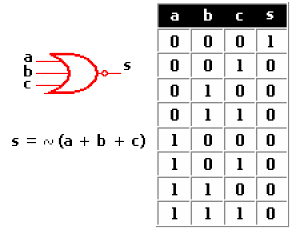 a
b
c
s
s = ~(a + b + c)
a b c s
0 0 0 1
0 0 1 0
0 1 0 0
0 1 1 0
1 0 0 0
1 0 1 0
1 1 0 0
1 1 1 0